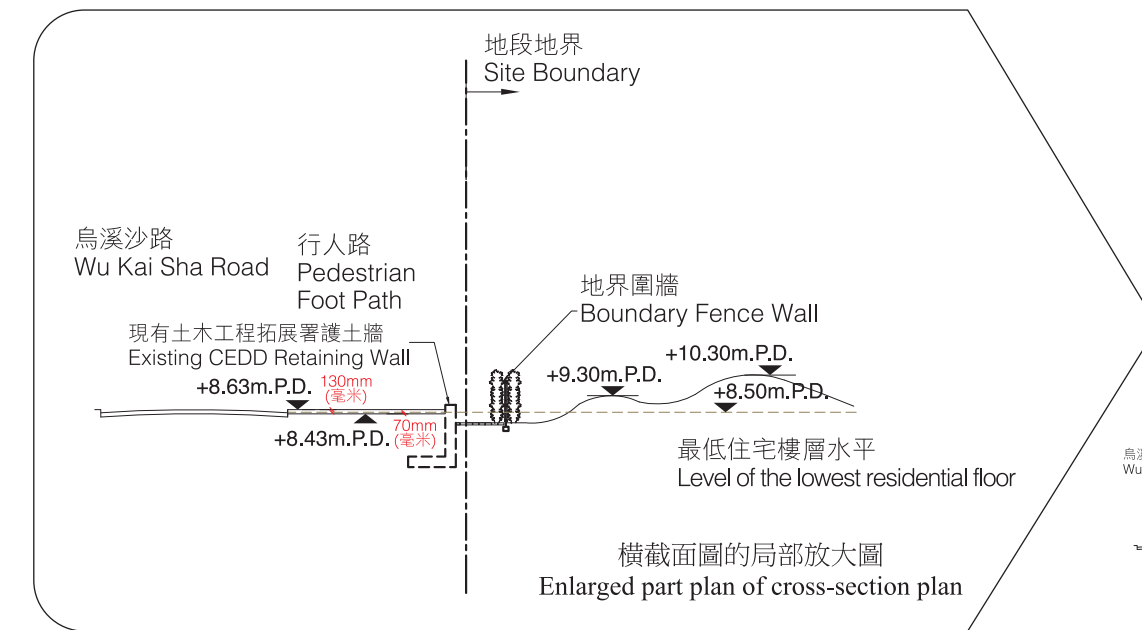 地段地界
Site Boundary
烏溪沙路
Wu Kai Sha Road
行人路
Pedestrian
Foot Path
地界圍牆
Boundary Fence Wall
現有土木工程拓展署護土牆
Existing CEDD Retaining Wall
+10.30m.P.D.
+9.30m.P.D.
+8.63m.P.D.
130mm
(毫米)
+8.50m.P.D.
+8.43m.P.D.
70mm
(毫米)
最低住宅樓層水平
Level of the lowest residential floor
橫截面圖的局部放大圖
Enlarged part plan of cross-section plan
烏溪
Wu